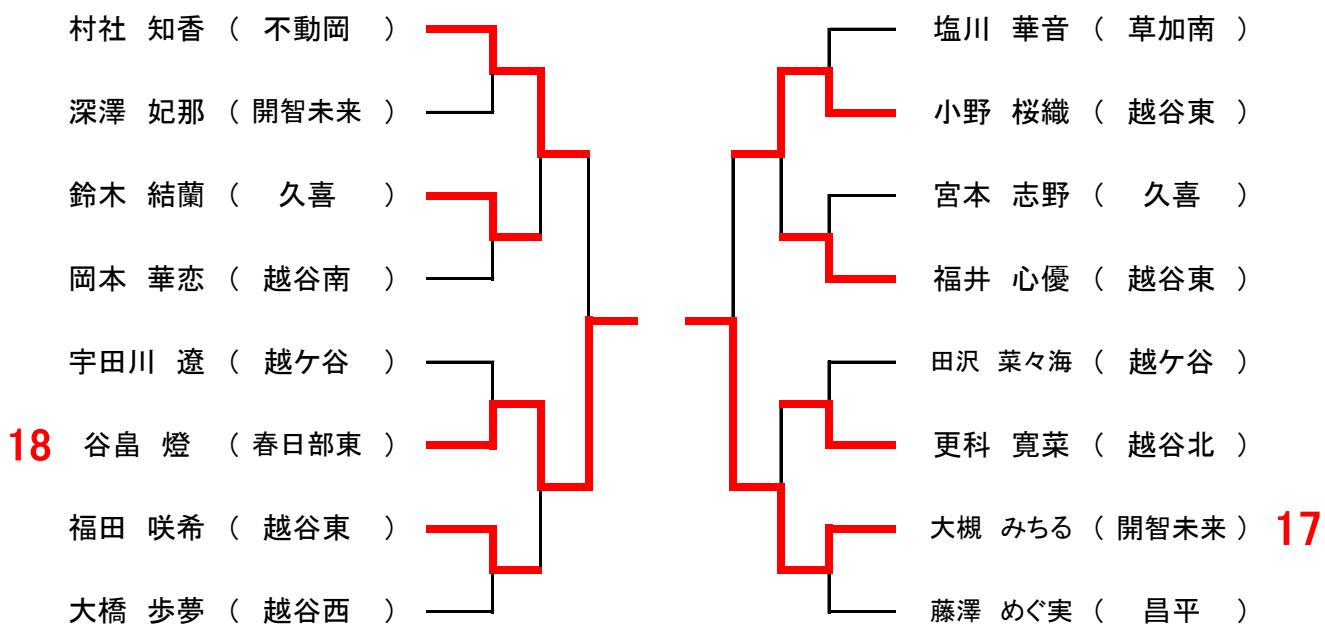 村社 知香 ( 不動岡 ) 塩川 華音 ( 草加南 )
深澤 妃那 ( 開智未来 ) 小野 桜織 ( 越谷東 )
鈴木 結蘭 ( 久喜 ) 宮本 志野 ( 久喜 )
岡本 華恋 ( 越谷南 ) 福井 心優 ( 越谷東 )
宇田川 遼 ( 越ケ谷 ) 田沢 菜々海 ( 越ケ谷 )
18 谷畠 燈 ( 春日部東 ) 更科 寛菜 ( 越谷北 )
福田 咲希 ( 越谷東 ) 大槻 みちる ( 開智未来 ) 17
大橋 歩夢 ( 越谷西 ) 藤澤 めぐ実 ( 昌平 )